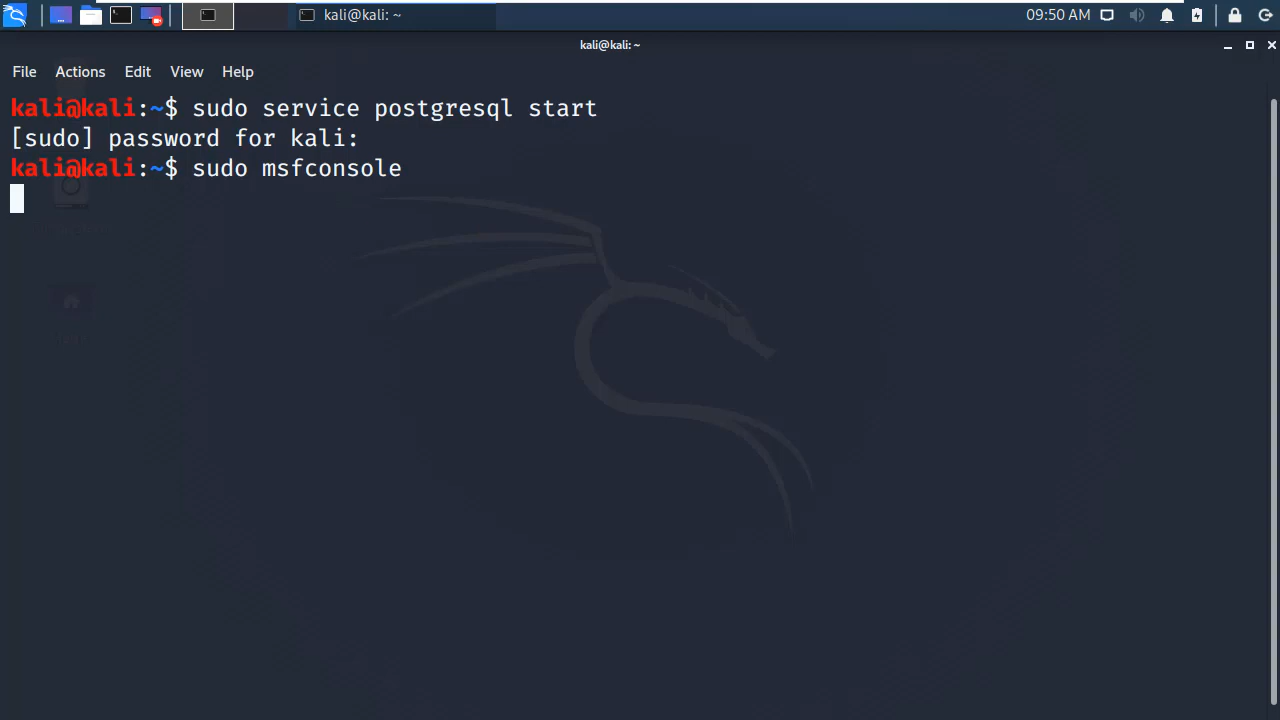 kali@kali: ~
09:50 AM
kali@kali: ~
File Actions Edit View Help
kali@kali:~$ sudo service postgresql start
[sudo] password for kali:
kali@kali:~$ sudo msfconsole